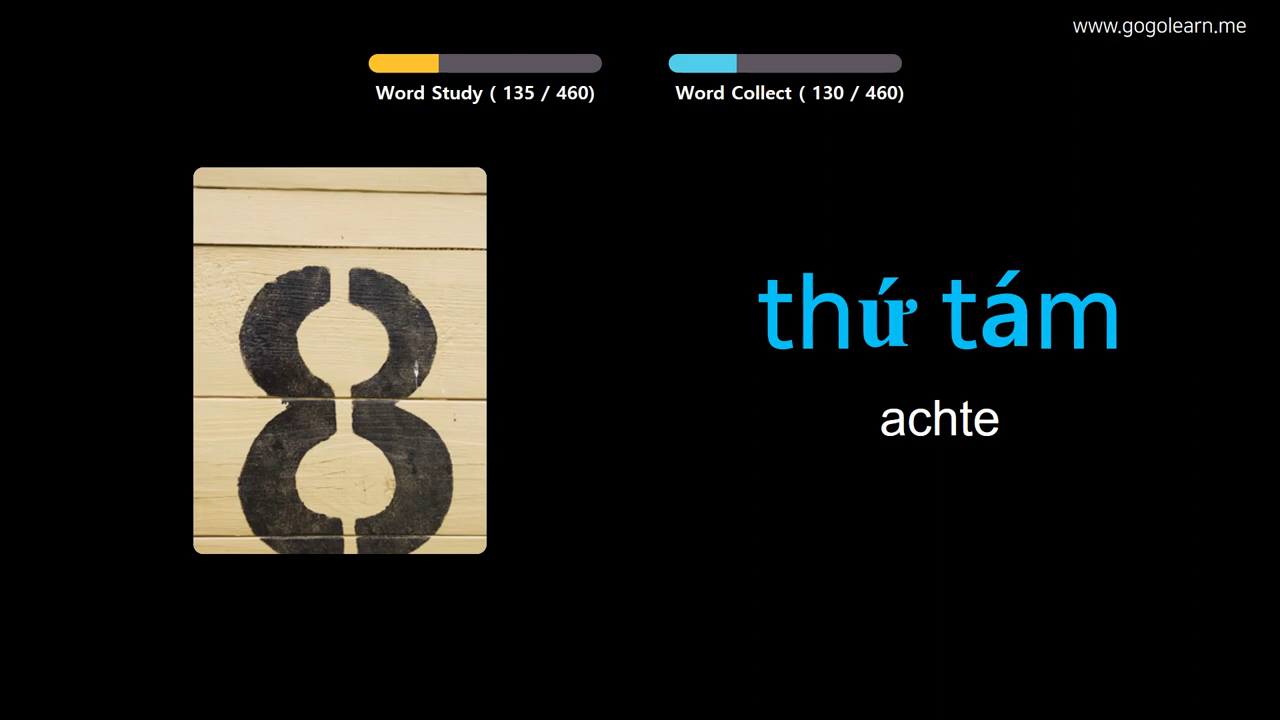 www.gogolearn.me
Word Study ( 135 / 460)
Word Collect ( 130 / 460)
8
thứ tám
achte